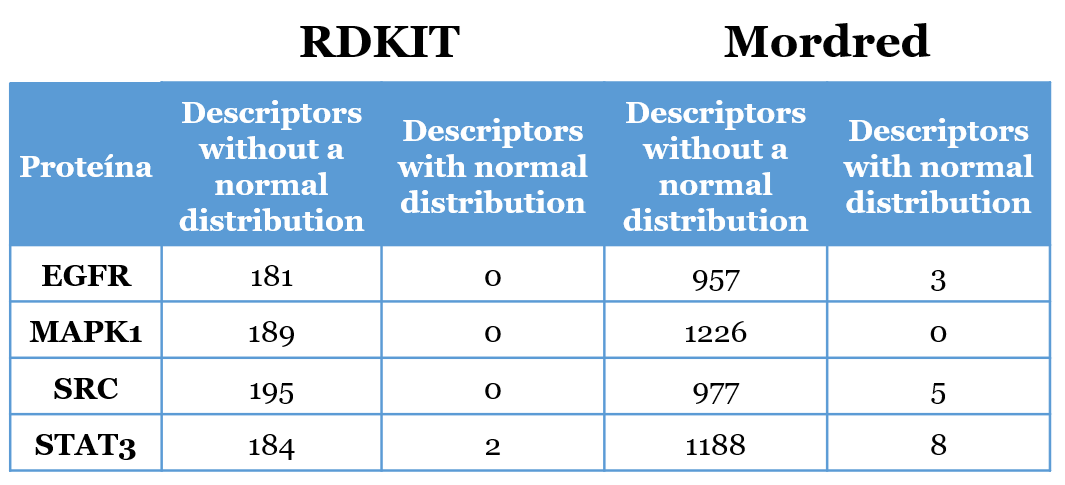 RDKIT Mordred
Proteína Descriptors without a normal distribution Descriptors with normal distribution Descriptors without a normal distribution Descriptors with normal distribution
EGFR 181 0 957 3
MAPK1 189 0 1226 0
SRC 195 0 977 5
STAT3 184 2 1188 8